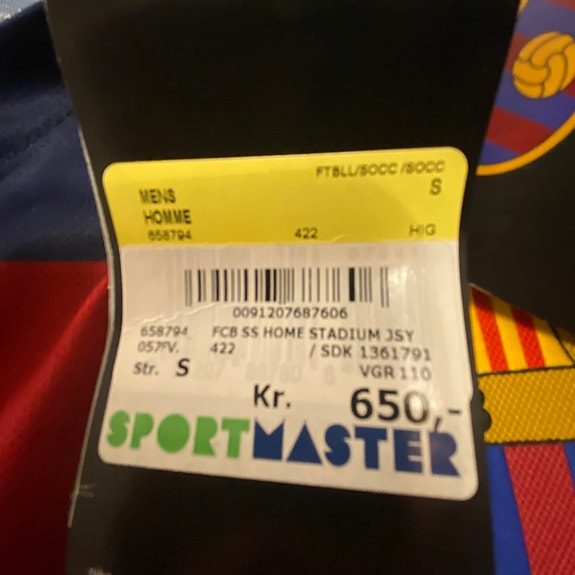 FTBLL/SOCC /SOCC
MENS S
HOMME
658794 422 HIG
0091207687606
658794 FCB SS HOME STADIUM JSY
057FV. 422 / SDK 1361791
Str. S VGR 110
Kr. 650,-
SPORTMASTER